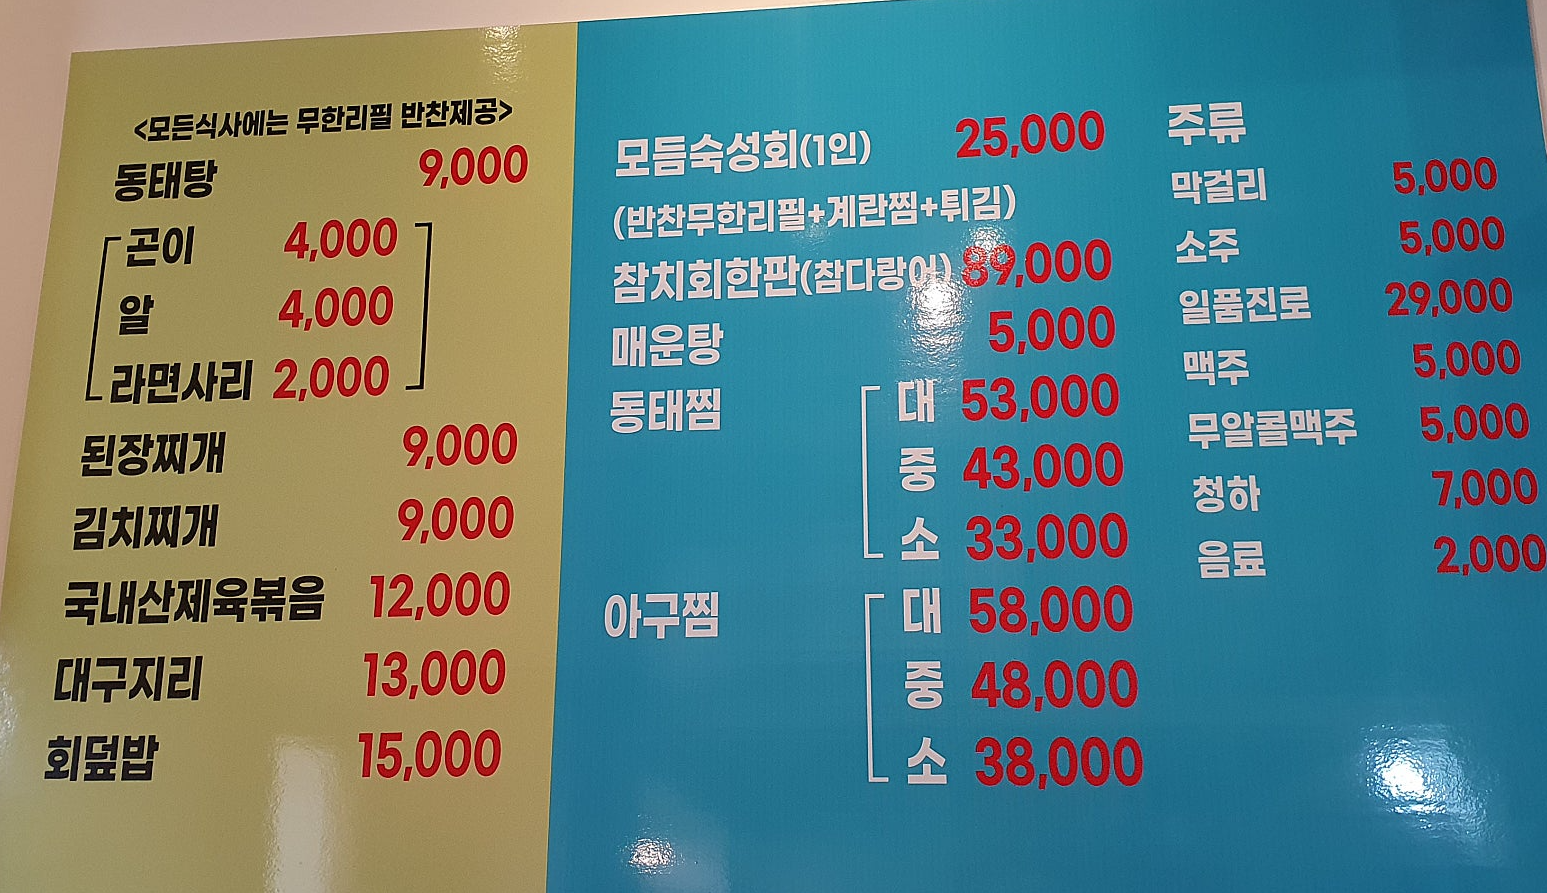 <모든식사에는 무한리필 반찬제공>
동태탕 9,000
곤이 4,000
알 4,000
라면사리 2,000
된장찌개 9,000
김치찌개 9,000
국내산제육볶음 12,000
대구지리 13,000
회덮밥 15,000
모듬숙성회(1인) 25,000
(반찬무한리필+계란찜+튀김)
참치회한판(참다랑어) 89,000
매운탕 5,000
동태찜 대 53,000
중 43,000
소 33,000
아구찜 대 58,000
중 48,000
소 38,000
주류
막걸리 5,000
소주 5,000
일품진로 29,000
맥주 5,000
무알콜맥주 5,000
청하 7,000
음료 2,000